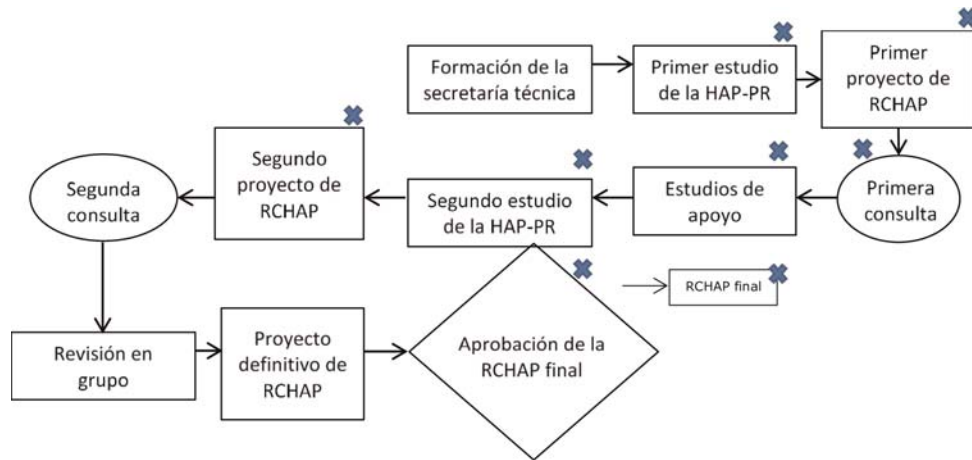 Formación de la
secretaría técnica
Primer estudio
de la HAP-PR
Primer
proyecto de
RCHAP
Primera
consulta
Estudios de
apoyo
Segundo estudio
de la HAP-PR
Segundo
proyecto de
RCHAP
Segunda
consulta
Revisión en
grupo
Proyecto
definitivo de
RCHAP
Aprobación de la
RCHAP final
RCHAP final